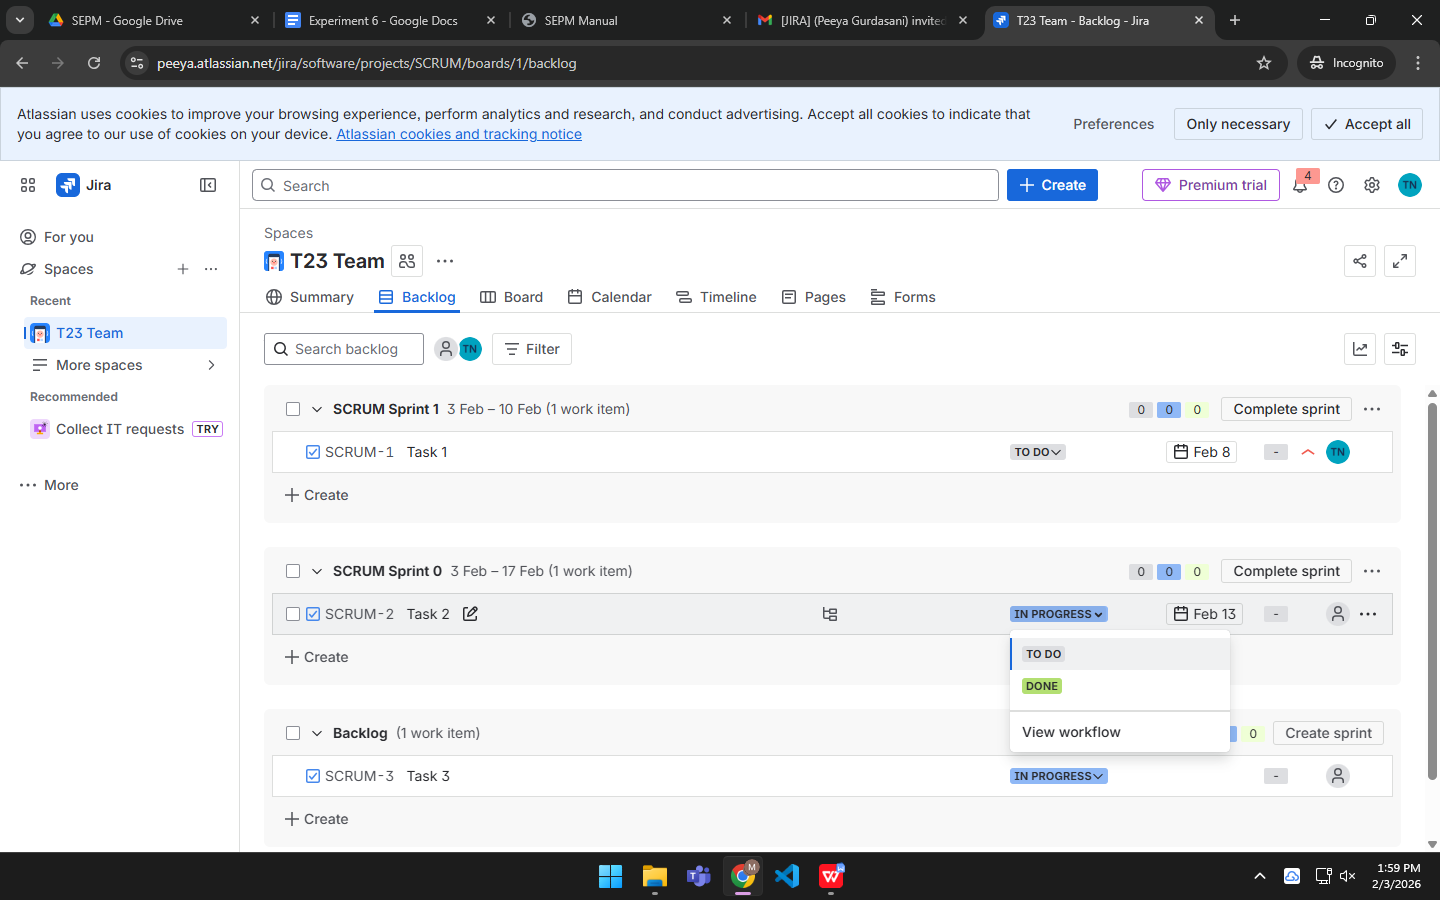 SEPM - Google Drive
Experiment 6 - Google Docs
SEPM Manual
[JIRA] (Peeya Gurdasani) invited
T23 Team - Backlog - Jira
peeya.atlassian.net/jira/software/projects/SCRUM/boards/1/backlog
Incognito
Atlassian uses cookies to improve your browsing experience, perform analytics and research, and conduct advertising. Accept all cookies to indicate that
you agree to our use of cookies on your device. Atlassian cookies and tracking notice
Preferences
Only necessary
Accept all
Jira
Search
Create
Premium trial
4
TN
For you
Spaces
Recent
T23 Team
More spaces
Recommended
Collect IT requests TRY
More
Spaces
T23 Team
Summary
Backlog
Board
Calendar
Timeline
Pages
Forms
Search backlog
TN
Filter
SCRUM Sprint 1 3 Feb – 10 Feb (1 work item)
0 0 0
Complete sprint
SCRUM-1 Task 1
TO DO
Feb 8
-
TN
Create
SCRUM Sprint 0 3 Feb – 17 Feb (1 work item)
0 0 0
Complete sprint
SCRUM-2 Task 2
IN PROGRESS
Feb 13
-
Create
TO DO
DONE
View workflow
Backlog (1 work item)
0
Create sprint
SCRUM-3 Task 3
IN PROGRESS
-
Create
M
1:59 PM
2/3/2026